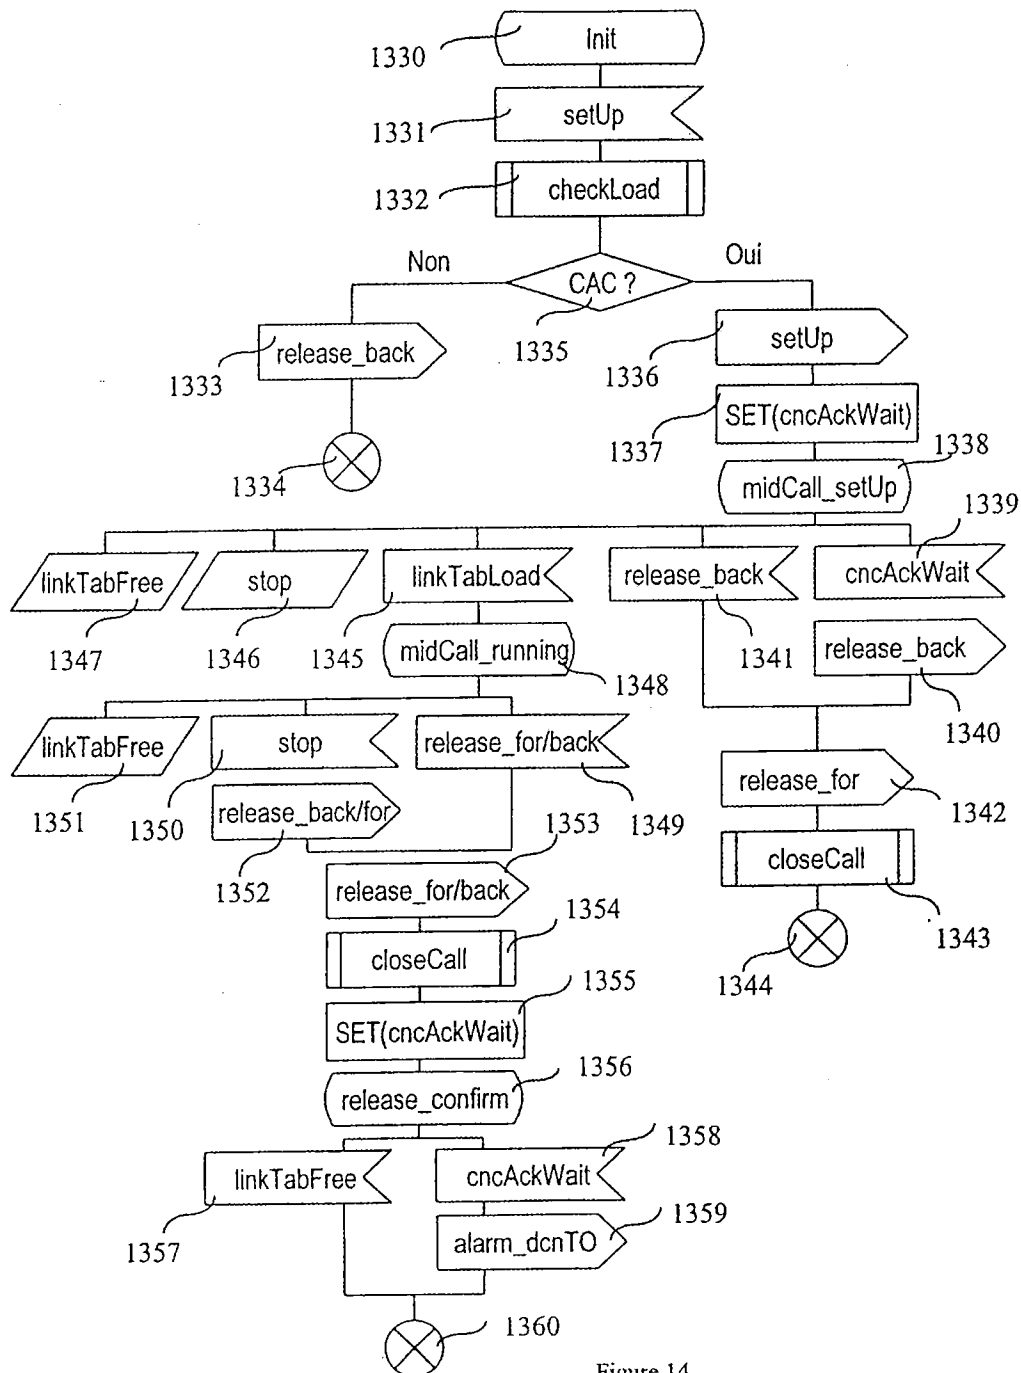 1330
Init
1331
setUp
1332
checkLoad
Non
Oui
CAC ?
1335
1333
release_back
1334
1336
setUp
1337
SET(cncAckWait)
1338
midCall_setUp
1339
linkTabFree
stop
linkTabLoad
release_back
cncAckWait
1347
1346
1345
1341
midCall_running
1348
release_back
1340
linkTabFree
stop
release_for/back
1351
1350
1349
release_for
1342
release_back/for
1352
1353
release_for/back
closeCall
1343
1354
closeCall
1344
1355
SET(cncAckWait)
1356
release_confirm
1358
linkTabFree
cncAckWait
1357
1359
alarm_dcnTO
1360
Figure 14